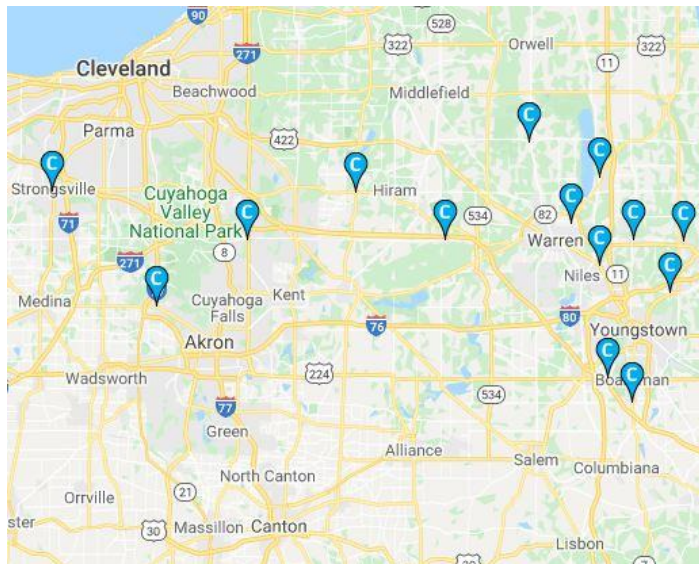 90
528
322
Orwell
322
271
11
Cleveland
Beachwood
Middlefield
Parma
422
C
C
C
C
Strongsville
Hiram
Cuyahoga
Valley
National Park
C
C
C
C
C
82
534
71
Warren
8
C
271
Niles
11
C
C
Medina
Cuyahoga
Falls
Kent
80
76
Youngstown
Akron
C
Wadsworth
224
C
534
77
Green
Alliance
Salem
North Canton
Columbiana
21
Orrville
ster
30
Massillon
Canton
Lisbon
30
7